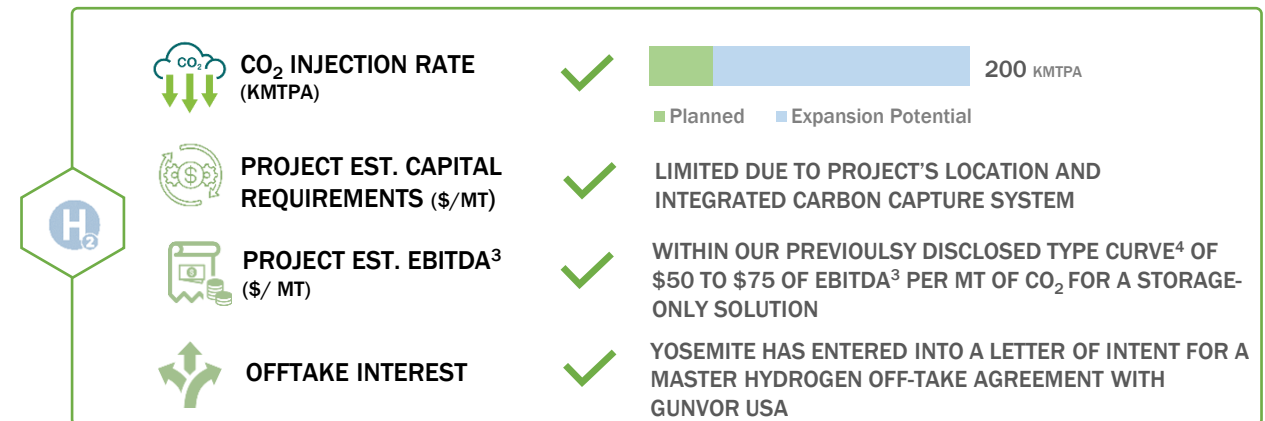 CO₂
CO₂ INJECTION RATE
(KMTPA)
200 KMTPA
Planned Expansion Potential
PROJECT EST. CAPITAL
REQUIREMENTS ($/MT)
LIMITED DUE TO PROJECT'S LOCATION AND
INTEGRATED CARBON CAPTURE SYSTEM
H₂
PROJECT EST. EBITDA³
($/ MT)
WITHIN OUR PREVIOULSY DISCLOSED TYPE CURVE⁴ OF
$50 TO $75 OF EBITDA³ PER MT OF CO₂ FOR A STORAGE-
ONLY SOLUTION
OFFTAKE INTEREST
YOSEMITE HAS ENTERED INTO A LETTER OF INTENT FOR A
MASTER HYDROGEN OFF-TAKE AGREEMENT WITH
GUNVOR USA